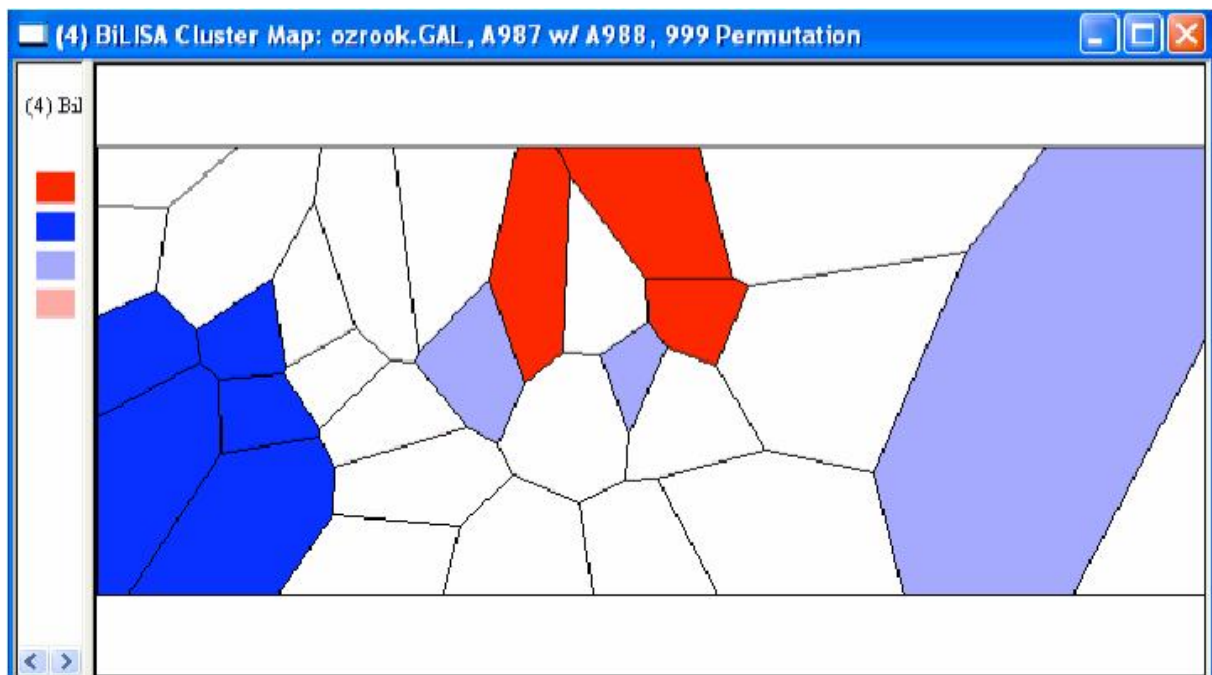 (4) BiLISA Cluster Map: ozrook.GAL, A987 w/ A988, 999 Permutation
(4) Bil